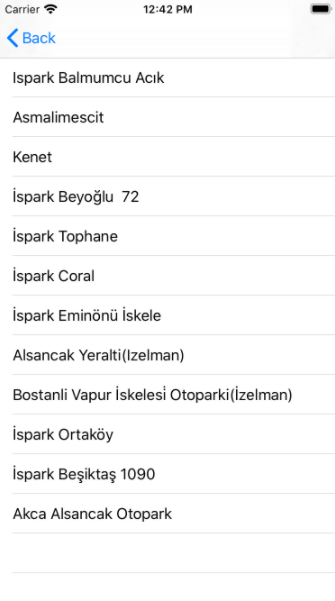 Carrier 12:42 PM
Back
Ispark Balmumcu Acık
Asmalimescit
Kenet
İspark Beyoğlu  72
İspark Tophane
İspark Coral
İspark Eminönü İskele
Alsancak Yeralti(Izelman)
Bostanli Vapur İskelesi̇ Otoparki(İzelman)
İspark Ortaköy
İspark Beşiktaş 1090
Akca Alsancak Otopark